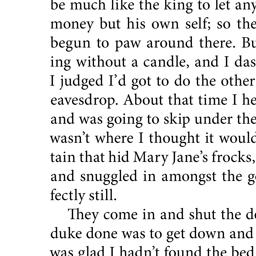 be much like the king to let any
money but his own self; so the
begun to paw around there. Bu
ing without a candle, and I das
I judged I'd got to do the other
eavesdrop. About that time I he
and was going to skip under the
wasn't where I thought it would
tain that hid Mary Jane's frocks,
and snuggled in amongst the g
fectly still.
They come in and shut the d
duke done was to get down and
was glad I hadn't found the bed